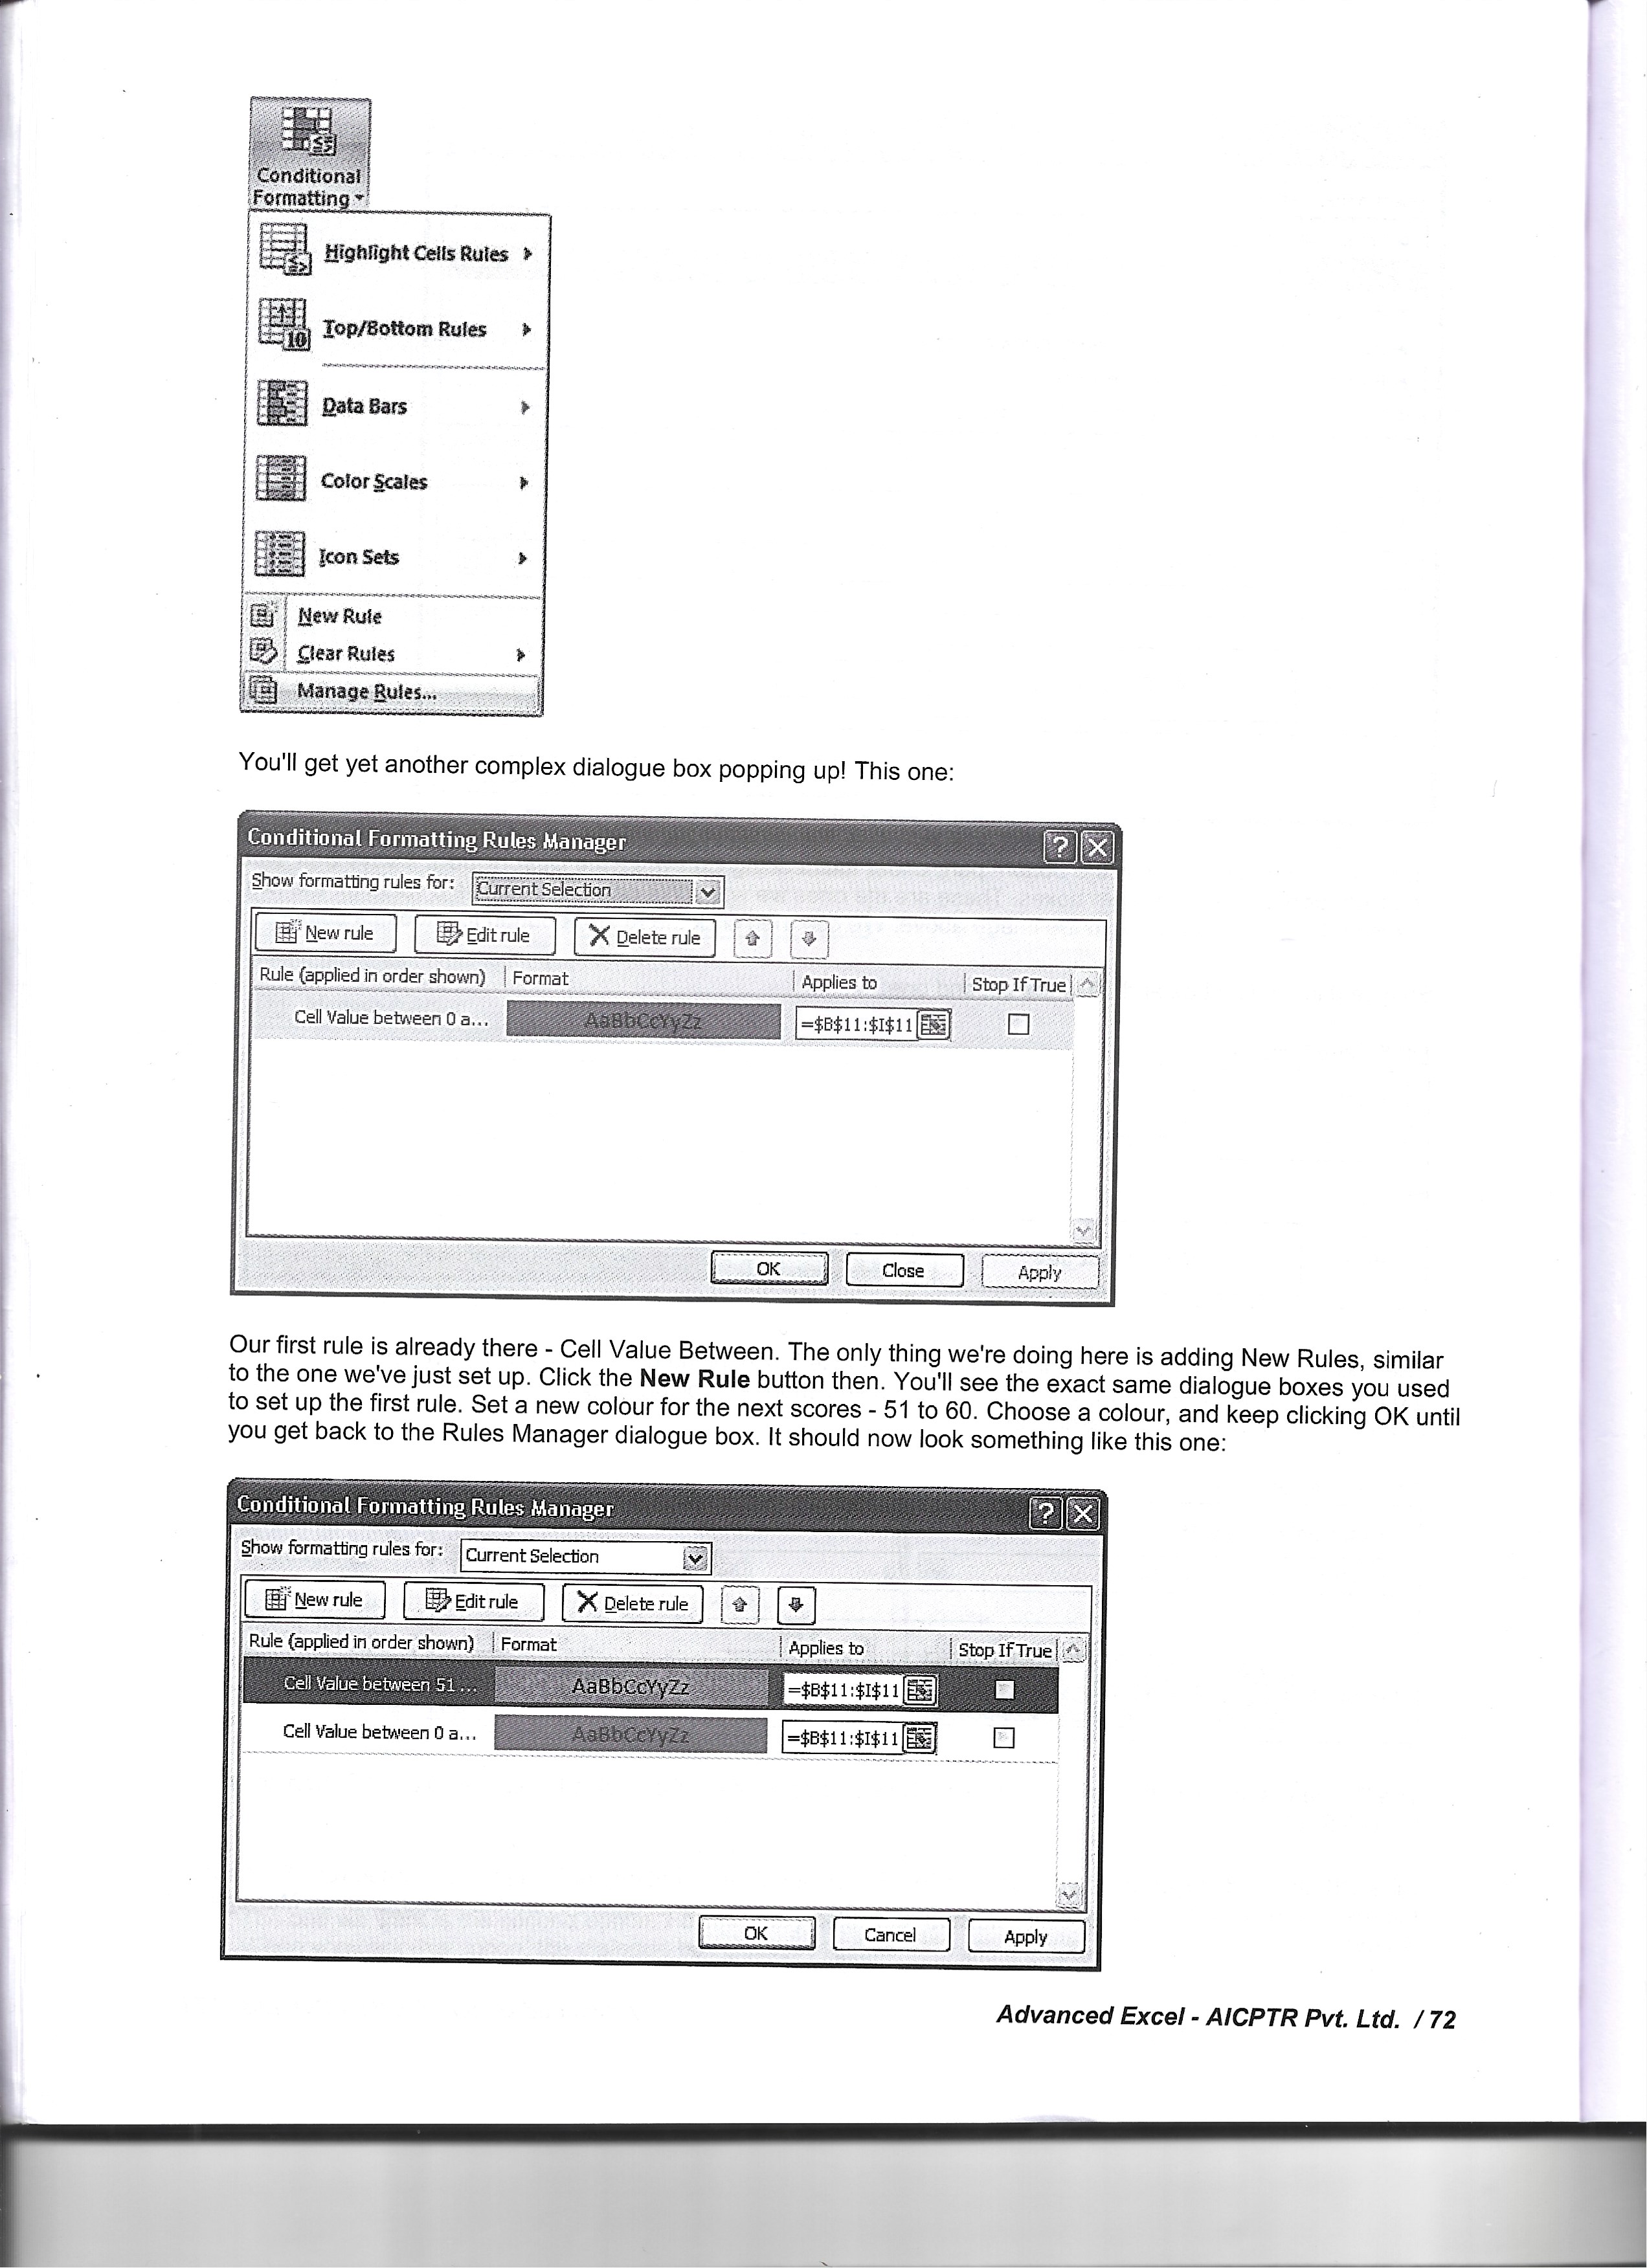 Conditional
Formatting
Highlight Cells Rules
Top/Bottom Rules
Data Bars
Color Scales
Icon Sets
New Rule
Clear Rules
Manage Rules...
You'll get yet another complex dialogue box popping up! This one:
Conditional Formatting Rules Manager
Show formatting rules for: Current Selection
New rule Edit rule Delete rule
Rule (applied in order shown) Format Applies to Stop If True
Cell Value between 0 a... AaBbCcYyZz =$B$11:$I$11
OK Close Apply
Our first rule is already there - Cell Value Between. The only thing we're doing here is adding New Rules, similar
to the one we've just set up. Click the New Rule button then. You'll see the exact same dialogue boxes you used
to set up the first rule. Set a new colour for the next scores - 51 to 60. Choose a colour, and keep clicking OK until
you get back to the Rules Manager dialogue box. It should now look something like this one:
Conditional Formatting Rules Manager
Show formatting rules for: Current Selection
New rule Edit rule Delete rule
Rule (applied in order shown) Format Applies to Stop If True
Cell Value between 51 ... AaBbCcYyZz =$B$11:$I$11
Cell Value between 0 a... AaBbCcYyZz =$B$11:$I$11
OK Cancel Apply
Advanced Excel - AICPTR Pvt. Ltd. / 72